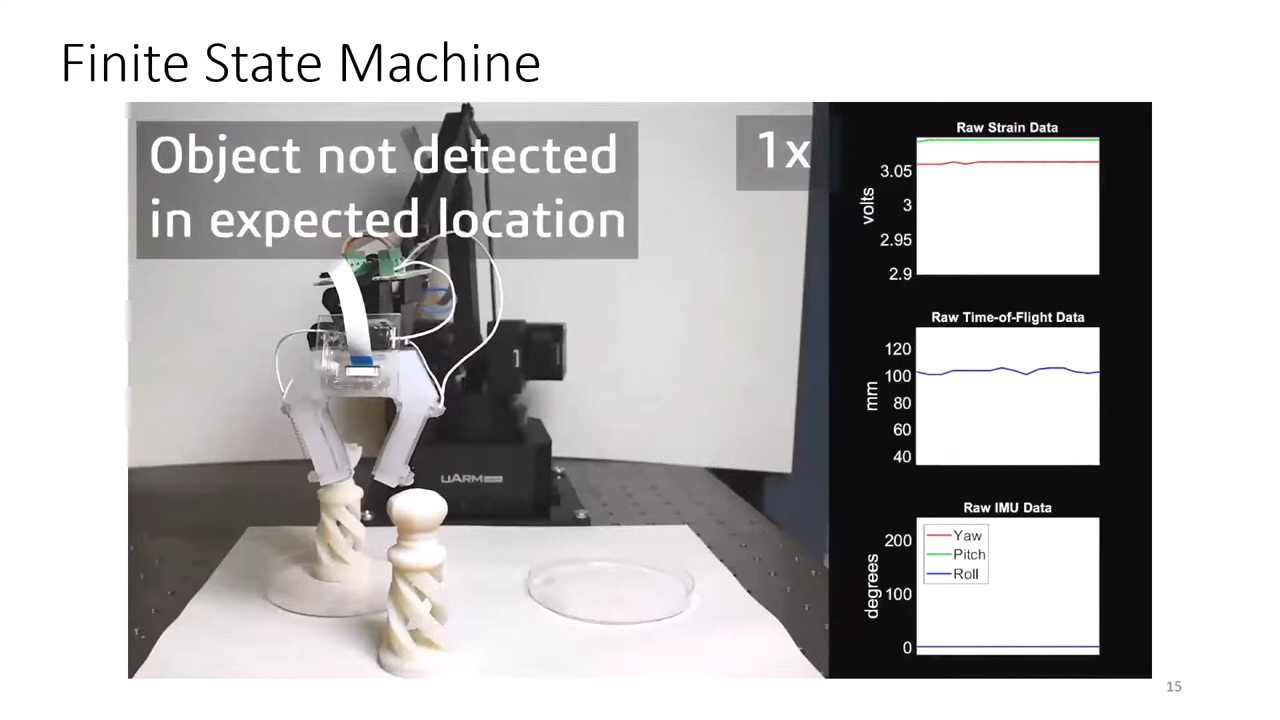 Finite State Machine
Object not detected
in expected location
1x
Raw Strain Data
volts
3.05
3
2.95
2.9
Raw Time-of-Flight Data
mm
120
100
80
60
40
Raw IMU Data
degrees
200
100
0
Yaw
Pitch
Roll
UARM
15